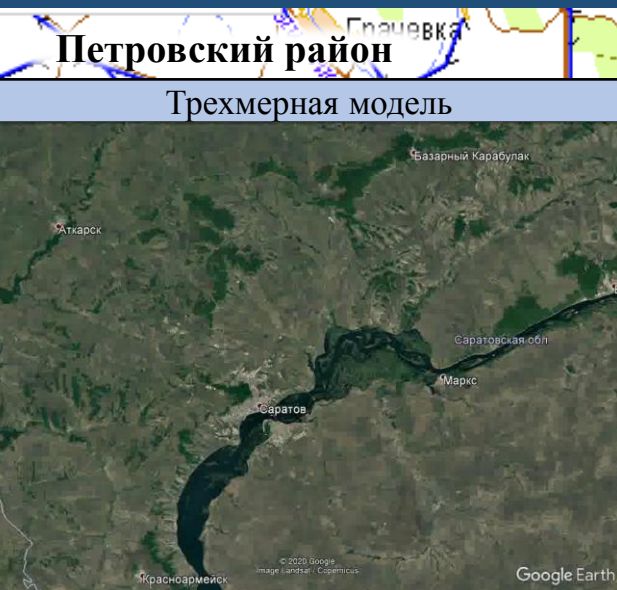 Грачевка
Петровский район
Трехмерная модель
Базарный Карабулак
Аткарск
Саратовская обл
Маркс
Саратов
© 2020 Google
Image Landsat / Copernicus
Google Earth
Красноармейск